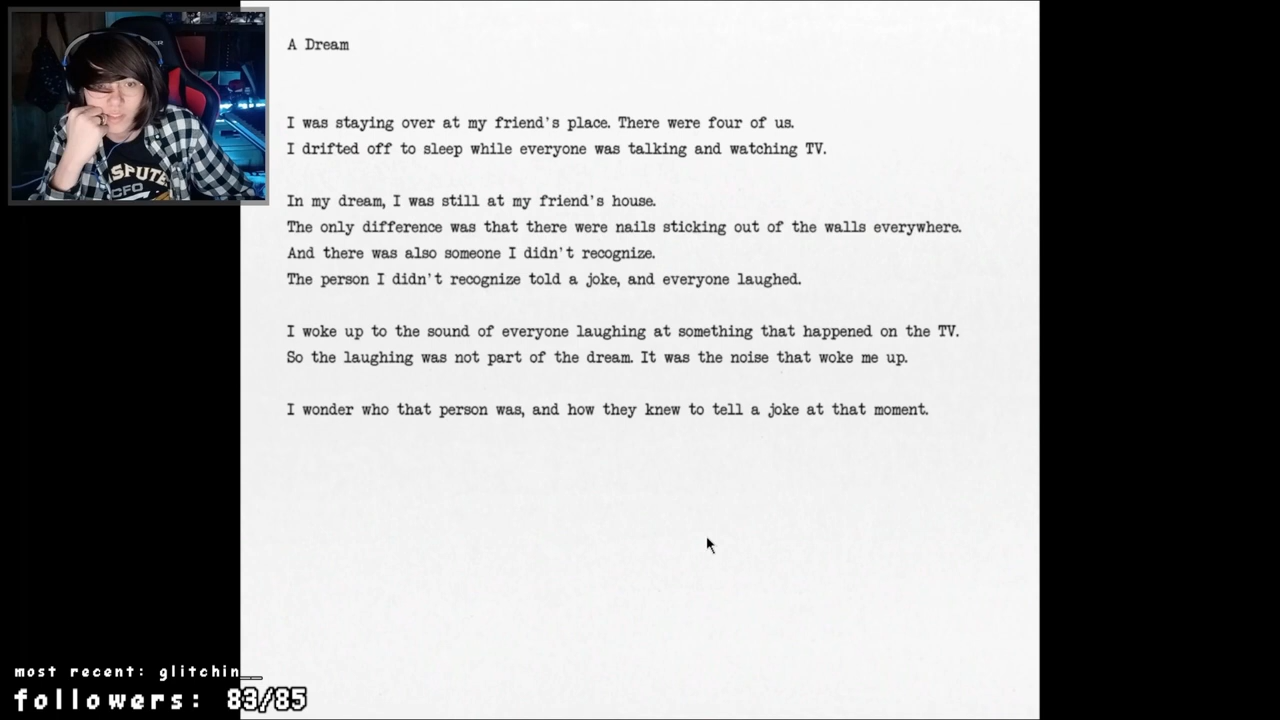 A Dream
I was staying over at my friend's place. There were four of us.
I drifted off to sleep while everyone was talking and watching TV.
In my dream, I was still at my friend's house.
The only difference was that there were nails sticking out of the walls everywhere.
And there was also someone I didn't recognize.
The person I didn't recognize told a joke, and everyone laughed.
I woke up to the sound of everyone laughing at something that happened on the TV.
So the laughing was not part of the dream. It was the noise that woke me up.
I wonder who that person was, and how they knew to tell a joke at that moment.
most recent: glitchin__
followers: 83/85